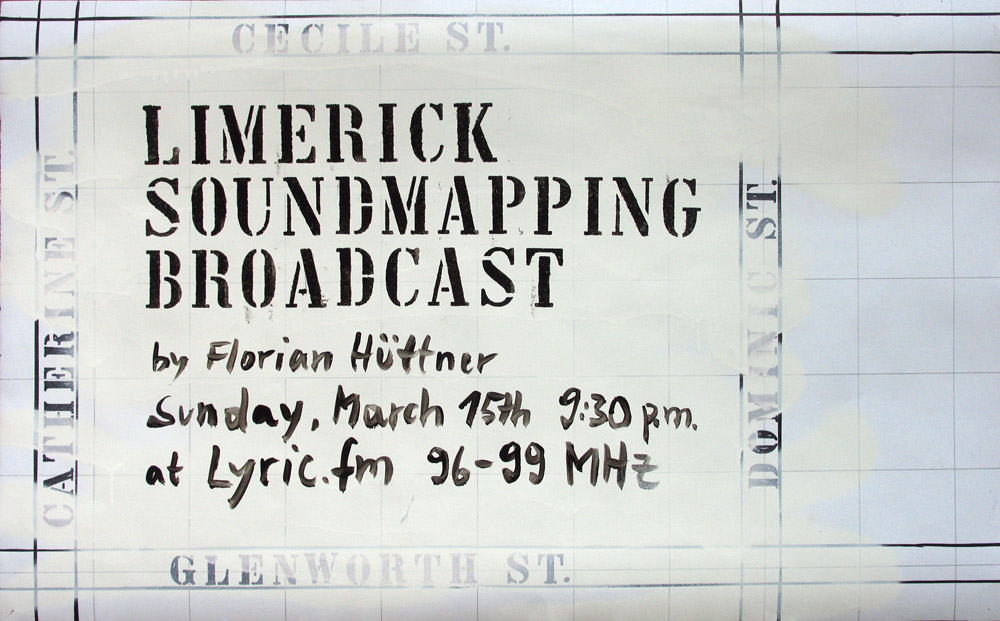 CECILE ST.
LIMERICK
SOUNDMAPPING
BROADCAST
by Florian Hüttner
Sunday, March 15th 9:30 p.m.
at Lyric.fm 96-99 MHz
CATHERINE ST.
DOMINIC ST.
GLENWORTH ST.